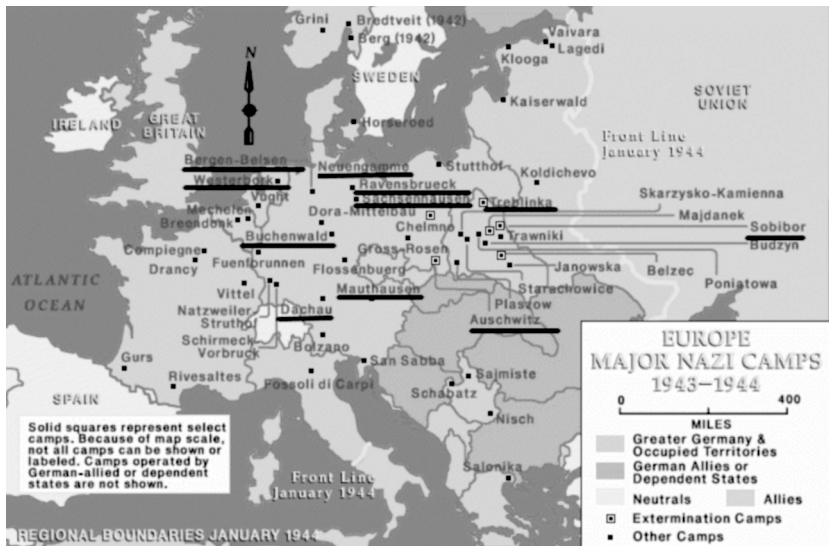 Grini
Bredtveit (1942)
Berg (1942)
Vaivara
Lagedi
Klooga
N
SWEDEN
SOVIET
UNION
Kaiserwald
IRELAND
GREAT
BRITAIN
Horseroed
Front Line
January 1944
Bergen-Belsen
Neuengamme
Stutthof
Koldichevo
Westerbork
Ravensbrueck
Sachsenhausen
Vught
Treblinka
Skarzysko-Kamienna
Mechelen
Breendonk
Dora-Mittelbau
Chelmno
Majdanek
Sobibor
Trawniki
Buchenwald
Budzyn
Compiegne
Drancy
Fuenfbrunnen
Gross-Rosen
Flossenbuerg
Janowska
Belzec
Poniatowa
ATLANTIC
OCEAN
Vittel
Mauthausen
Starachowice
Plaszow
Natzweiler
Struthof
Dachau
Auschwitz
Schirmeck
Vorbruck
Bolzano
Gurs
Rivesaltes
San Sabba
Fossoli di Carpi
Sajmiste
Schabatz
SPAIN
Nisch
Salonika
Solid squares represent select
camps. Because of map scale,
not all camps can be shown or
labeled. Camps operated by
German-allied or dependent
states are not shown.
Front Line
January 1944
REGIONAL BOUNDARIES JANUARY 1944
EUROPE
MAJOR NAZI CAMPS
1943-1944
0 400
MILES
Greater Germany &
Occupied Territories
German Allies or
Dependent States
Neutrals Allies
Extermination Camps
Other Camps